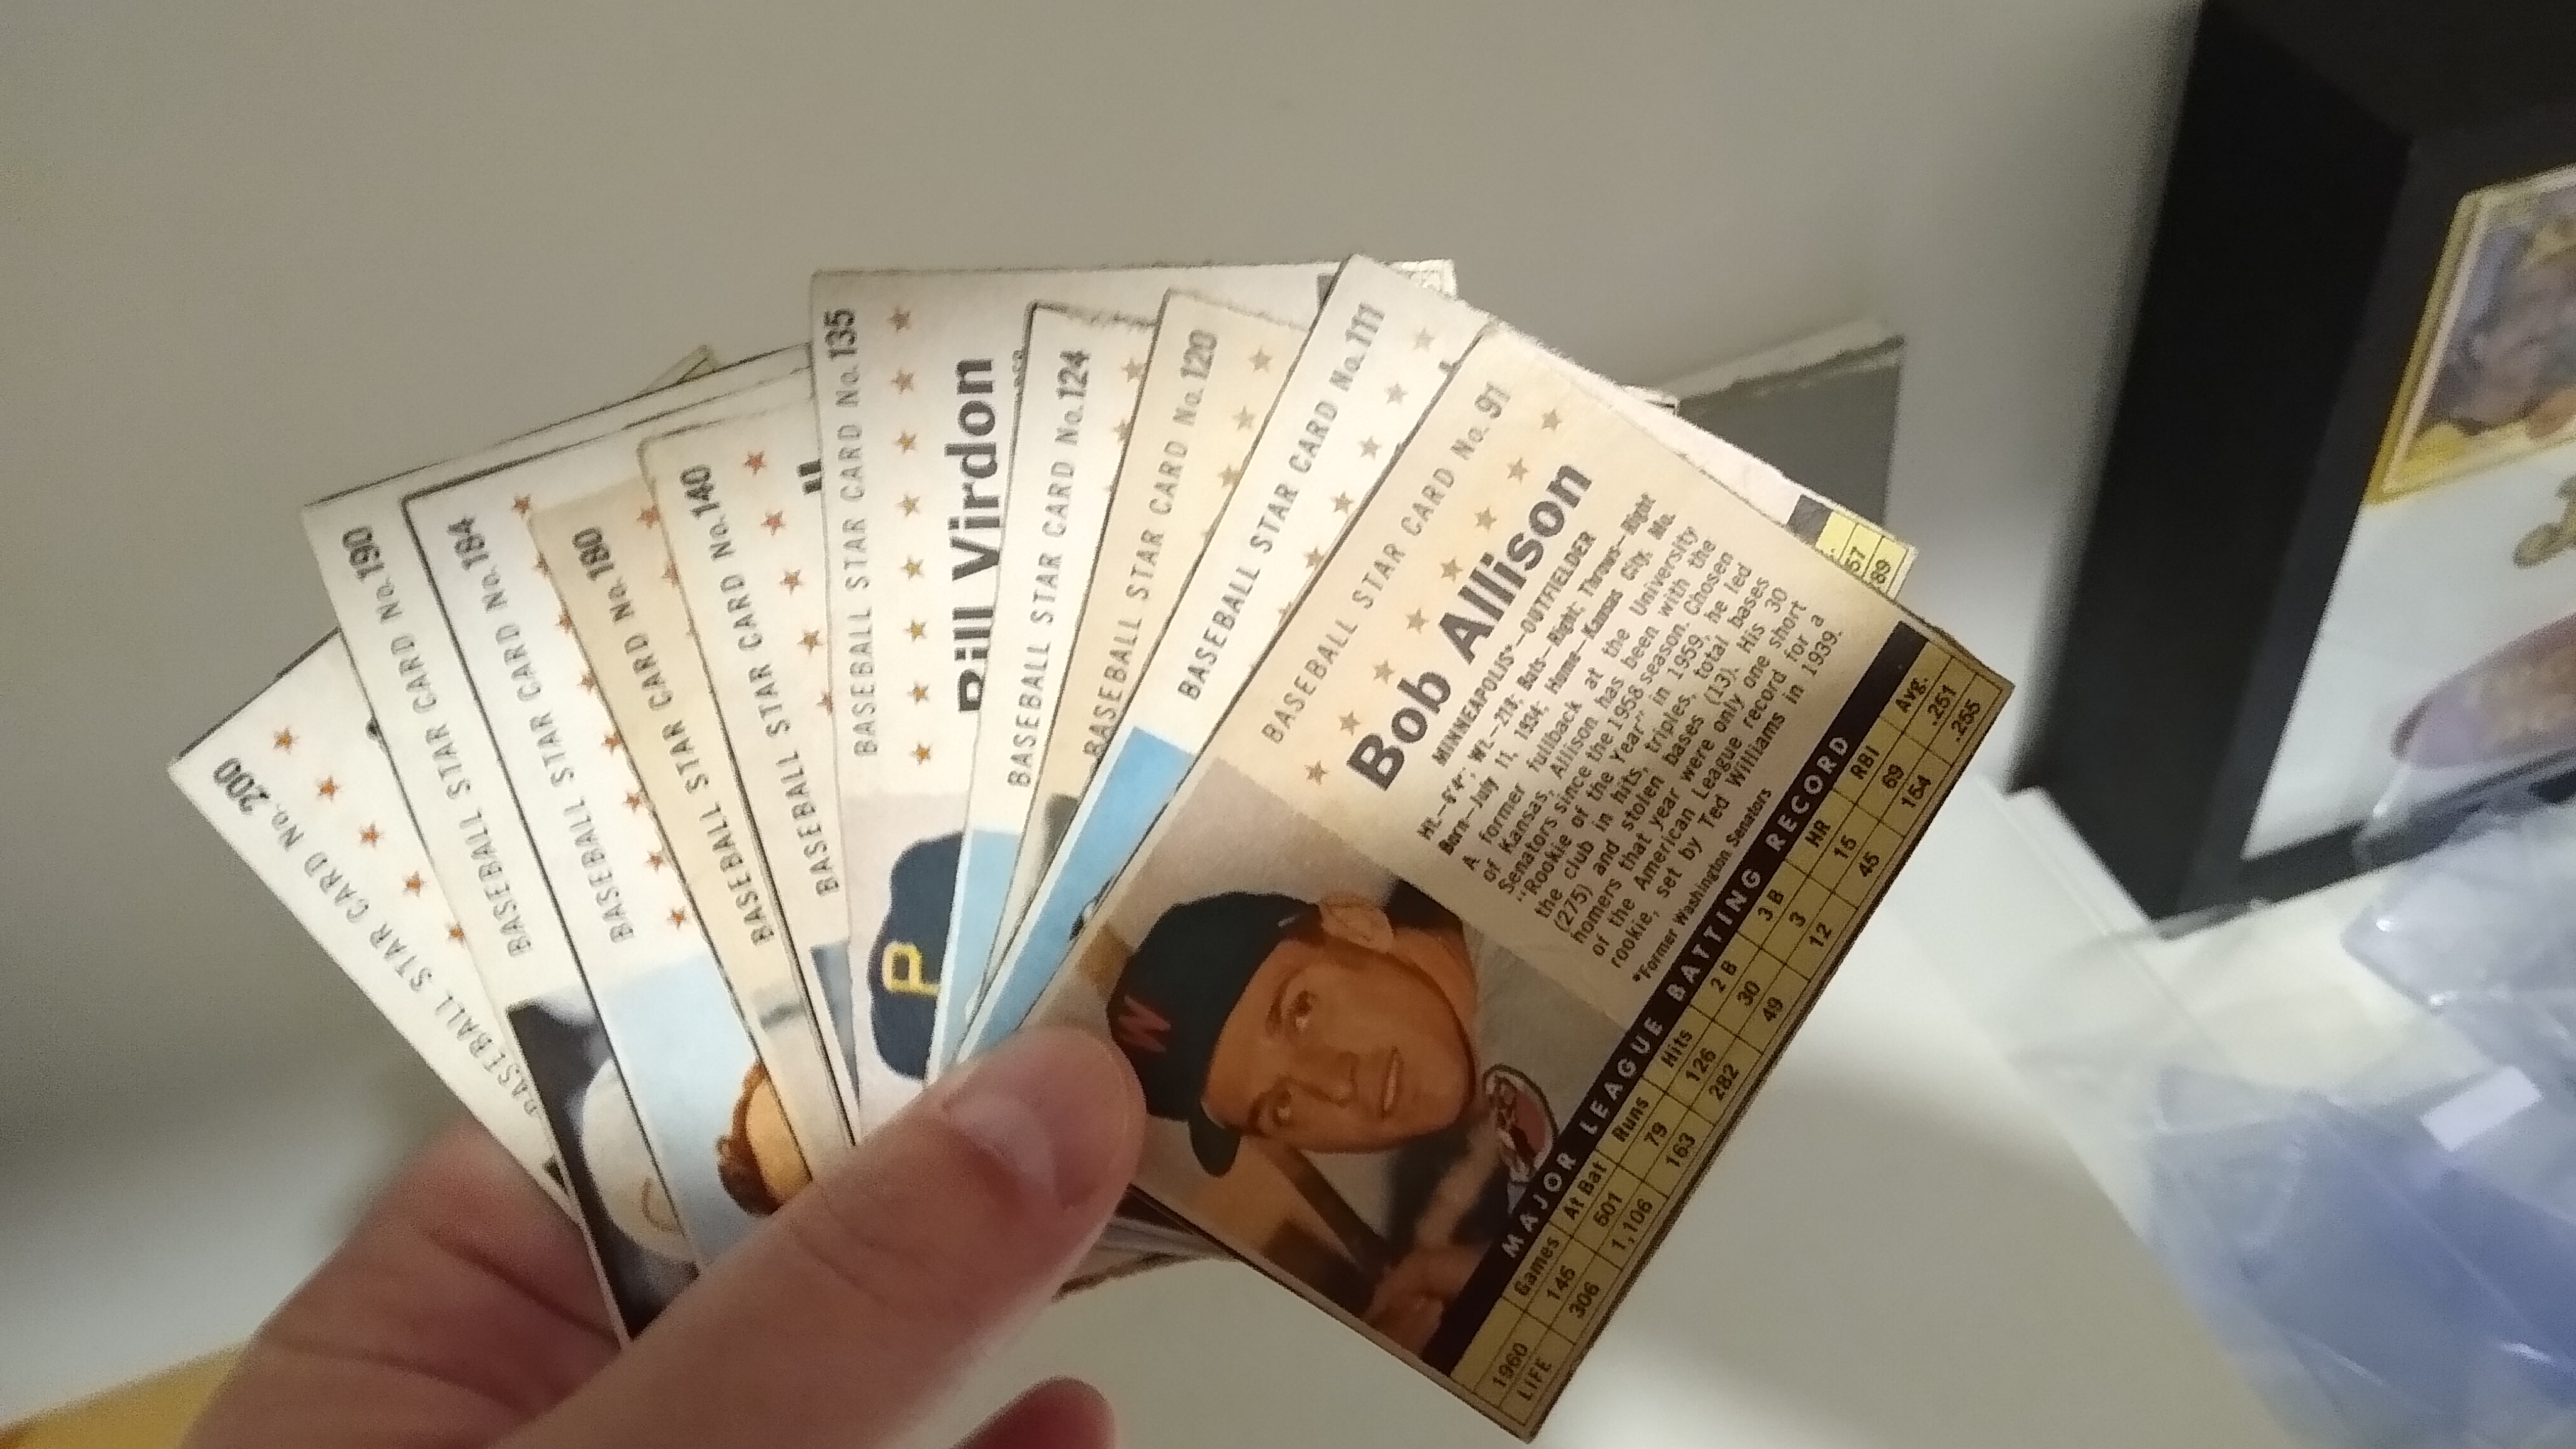 BASEBALL STAR CARD No. 200
BASEBALL STAR CARD No. 190
BASEBALL STAR CARD No. 184
BASEBALL STAR CARD No. 180
BASEBALL STAR CARD No. 140
BASEBALL STAR CARD No. 135
Bill Virdon
P
BASEBALL STAR CARD No. 124
BASEBALL STAR CARD No. 120
BASEBALL STAR CARD No. 111
BASEBALL STAR CARD No. 91
Bob Allison
MINNEAPOLIS*—OUTFIELDER
Ht.—6'4"; Wt.—218; Bats—Right; Throws—Right
Born—July 11, 1934; Home—Kansas City, Mo.
A former fullback at the University
of Kansas, Allison has been with the
Senators since the 1958 season. Chosen
"Rookie of the Year" in 1959, he led
the club in hits, triples, total bases
(275) and stolen bases (13). His 30
homers that year were only one short
of the American League record for a
rookie, set by Ted Williams in 1939.
*Former Washington Senators
W
MAJOR LEAGUE BATTING RECORD
Games At Bat Runs Hits 2 B 3 B HR RBI Avg.
1960 146 501 79 126 30 3 15 69 .251
LIFE 306 1,106 163 282 49 12 45 154 .255
57
89